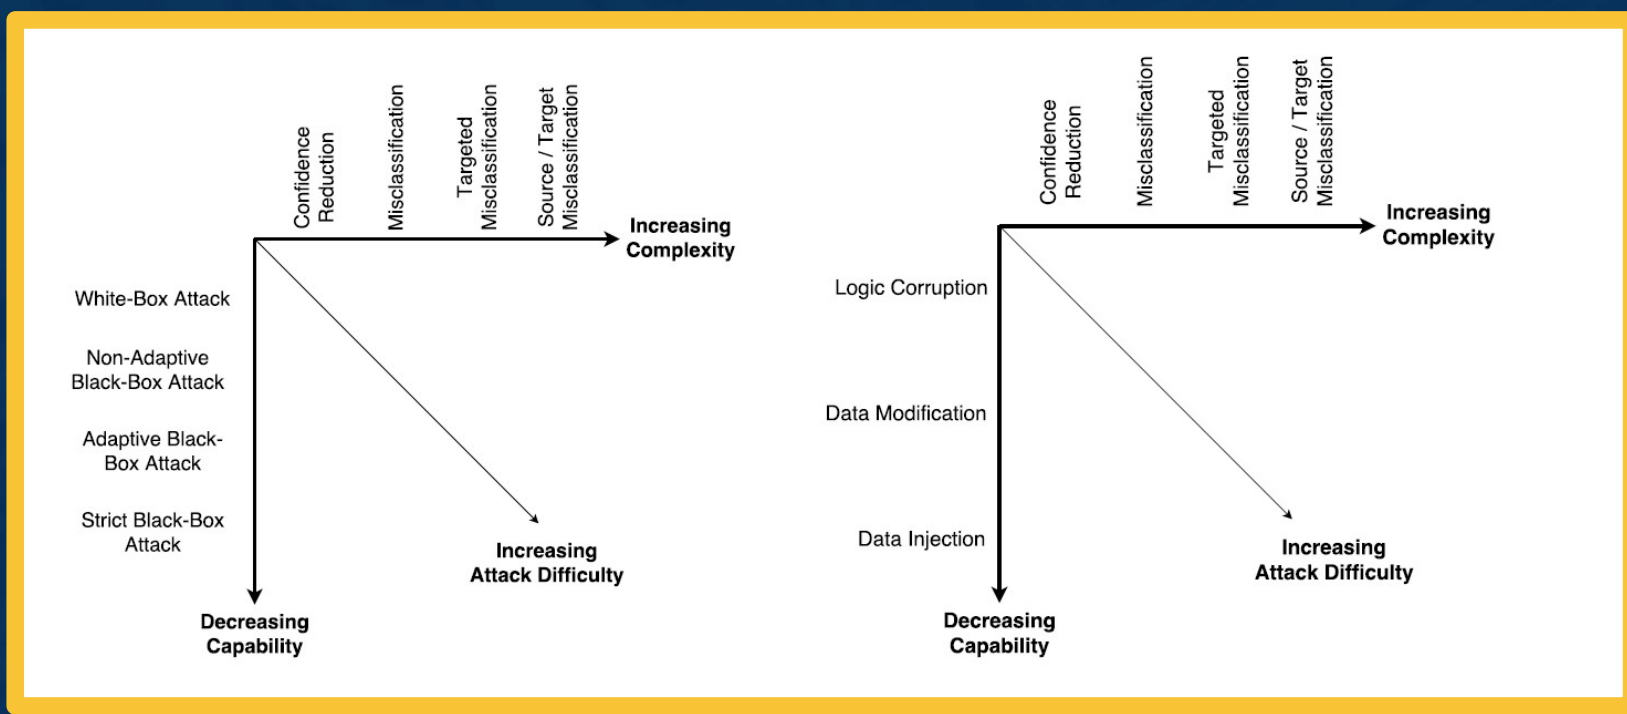 Confidence
Reduction
Misclassification
Targeted
Misclassification
Source / Target
Misclassification
Increasing
Complexity
White-Box Attack
Non-Adaptive
Black-Box Attack
Adaptive Black-
Box Attack
Strict Black-Box
Attack
Increasing
Attack Difficulty
Decreasing
Capability
Confidence
Reduction
Misclassification
Targeted
Misclassification
Source / Target
Misclassification
Increasing
Complexity
Logic Corruption
Data Modification
Data Injection
Increasing
Attack Difficulty
Decreasing
Capability